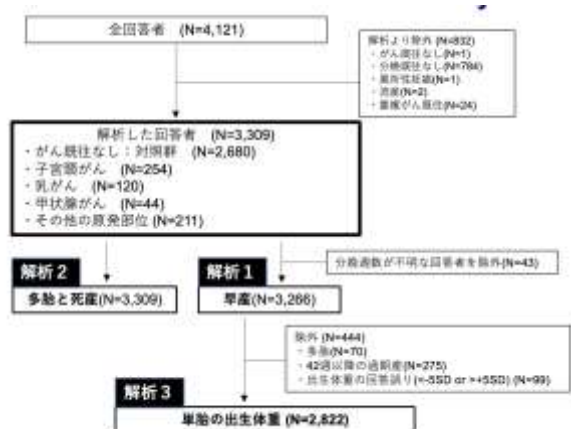 全回答者 (N=4,121)
解析より除外 (N=832)
・がん既往なし(N=1)
・分娩既往なし(N=784)
・異所性妊娠(N=1)
・流産(N=2)
・重複がん既往(N=24)
解析した回答者 (N=3,309)
・がん既往なし：対照群 (N=2,680)
・子宮頸がん (N=254)
・乳がん (N=120)
・甲状腺がん (N=44)
・その他の原発部位 (N=211)
分娩週数が不明な回答者を除外(N=43)
解析２
多胎と死産(N=3,309)
解析１
早産(N=3,266)
除外 (N=444)
・多胎(N=70)
・42週以降の過期産(N=275)
・出生体重の回答誤り(<-5SD or >+5SD) (N=99)
解析３
単胎の出生体重 (N=2,822)